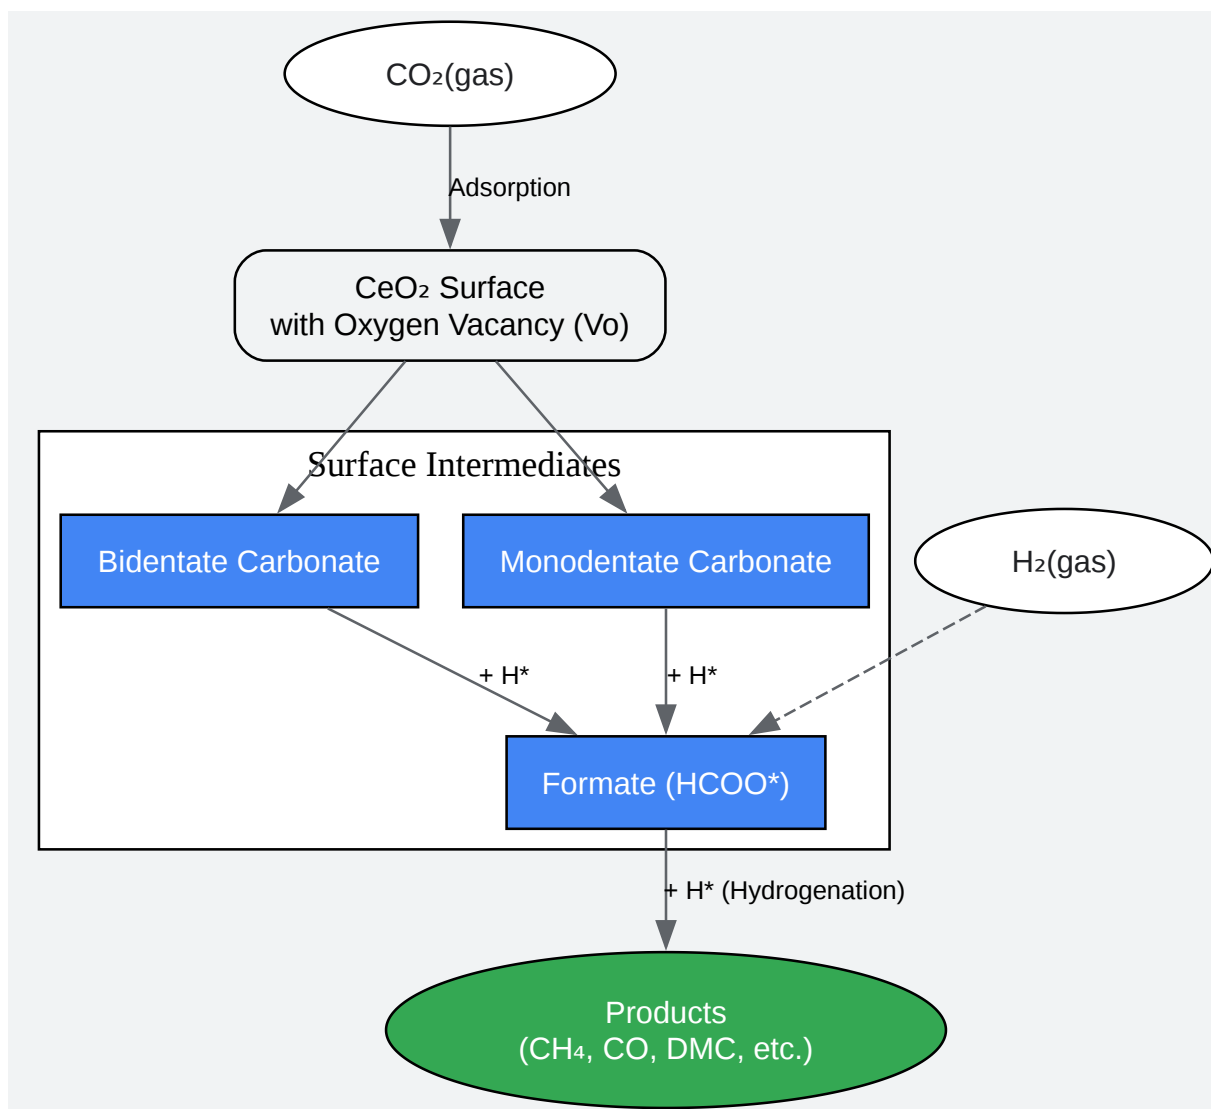 CO₂(gas)
Adsorption
CeO₂ Surface
with Oxygen Vacancy (Vo)
Surface Intermediates
Bidentate Carbonate
Monodentate Carbonate
H₂(gas)
+ H*
+ H*
Formate (HCOO*)
+ H* (Hydrogenation)
Products
(CH₄, CO, DMC, etc.)